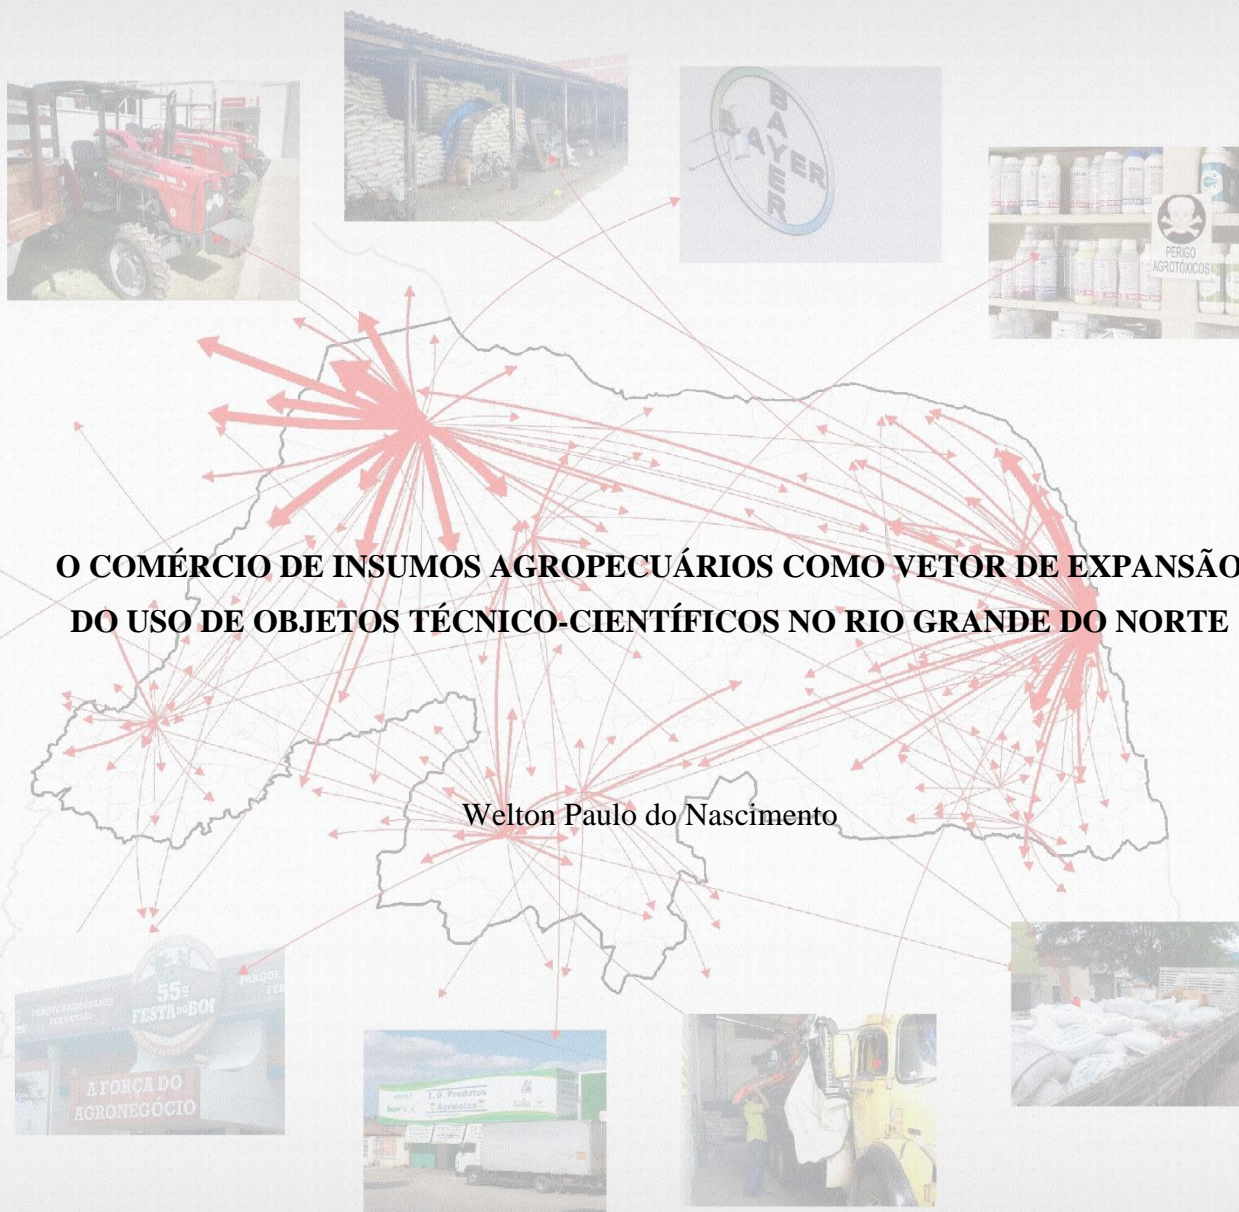 BAYER
BAYER
PERIGO
AGROTÓXICOS
O COMÉRCIO DE INSUMOS AGROPECUÁRIOS COMO VETOR DE EXPANSÃO
DO USO DE OBJETOS TÉCNICO-CIENTÍFICOS NO RIO GRANDE DO NORTE
Welton Paulo do Nascimento
55ª
FESTA DO BOI
A FORÇA DO
AGRONEGÓCIO